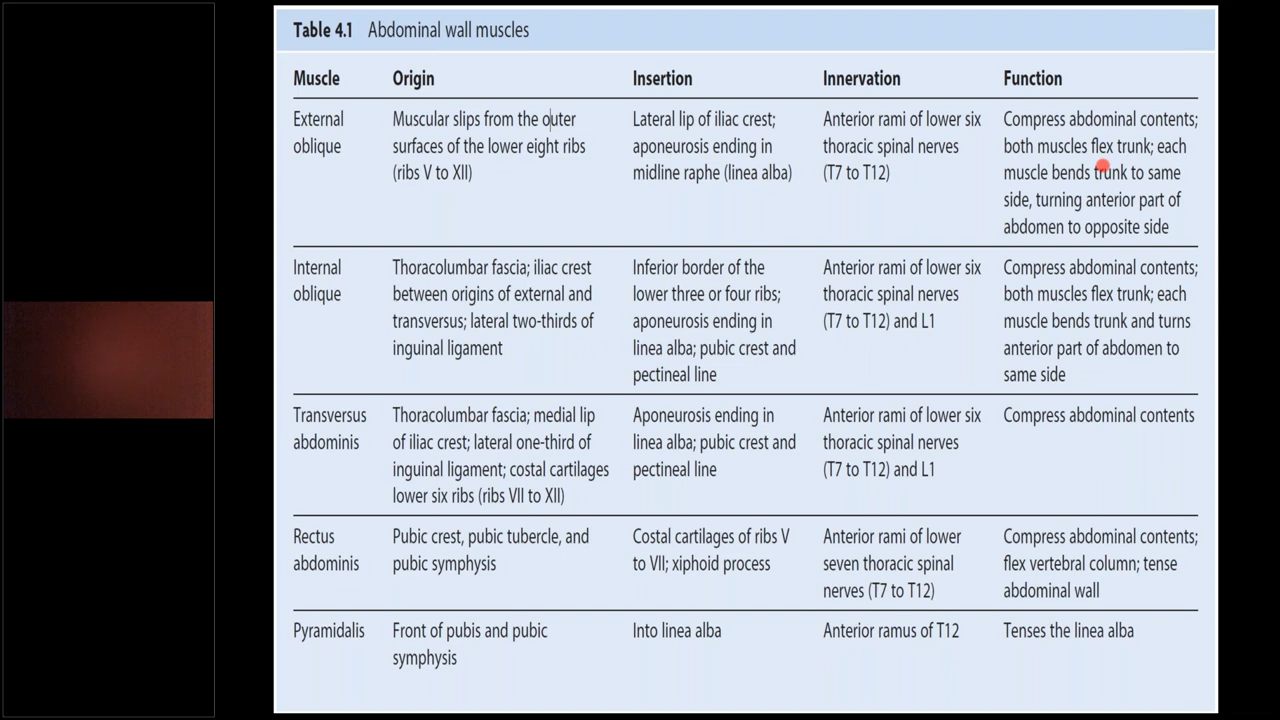 Table 4.1 Abdominal wall muscles
Muscle Origin Insertion Innervation Function
External Muscular slips from the outer Lateral lip of iliac crest; Anterior rami of lower six Compress abdominal contents;
oblique surfaces of the lower eight ribs aponeurosis ending in thoracic spinal nerves both muscles flex trunk; each
(ribs V to XII) midline raphe (linea alba) (T7 to T12) muscle bends trunk to same
side, turning anterior part of
abdomen to opposite side
Internal Thoracolumbar fascia; iliac crest Inferior border of the Anterior rami of lower six Compress abdominal contents;
oblique between origins of external and lower three or four ribs; thoracic spinal nerves both muscles flex trunk; each
transversus; lateral two-thirds of aponeurosis ending in (T7 to T12) and L1 muscle bends trunk and turns
inguinal ligament linea alba; pubic crest and anterior part of abdomen to
pectineal line same side
Transversus Thoracolumbar fascia; medial lip Aponeurosis ending in Anterior rami of lower six Compress abdominal contents
abdominis of iliac crest; lateral one-third of linea alba; pubic crest and thoracic spinal nerves
inguinal ligament; costal cartilages pectineal line (T7 to T12) and L1
lower six ribs (ribs VII to XII)
Rectus Pubic crest, pubic tubercle, and Costal cartilages of ribs V Anterior rami of lower Compress abdominal contents;
abdominis pubic symphysis to VII; xiphoid process seven thoracic spinal flex vertebral column; tense
nerves (T7 to T12) abdominal wall
Pyramidalis Front of pubis and pubic Into linea alba Anterior ramus of T12 Tenses the linea alba
symphysis